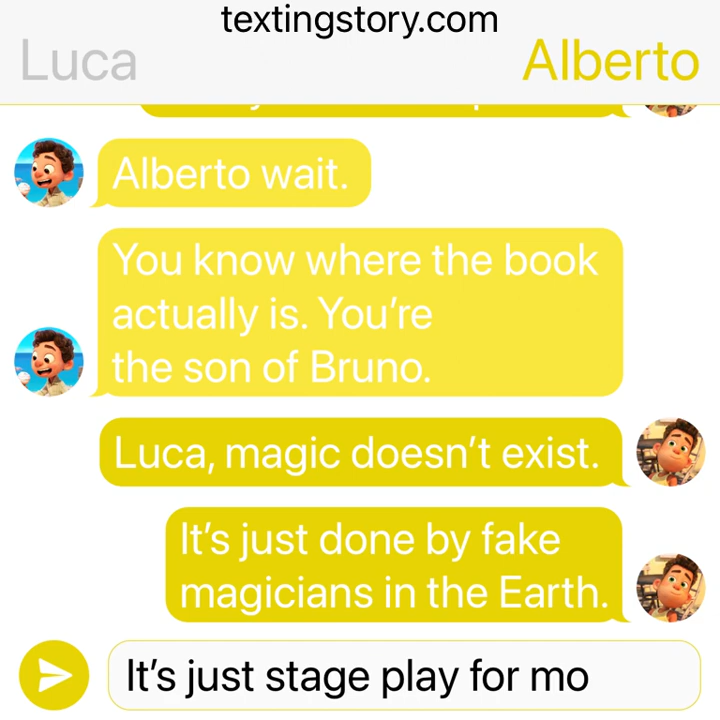 textingstory.com
Luca
Alberto
Alberto wait.
You know where the book
actually is. You’re
the son of Bruno.
Luca, magic doesn’t exist.
It’s just done by fake
magicians in the Earth.
It’s just stage play for mo